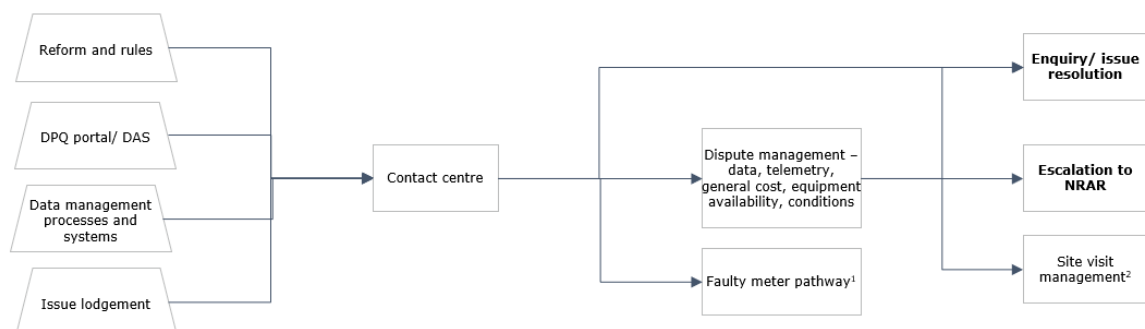 Reform and rules
DPQ portal/ DAS
Data management
processes and
systems
Issue lodgement
Contact centre
Dispute management –
data, telemetry,
general cost, equipment
availability, conditions
Faulty meter pathway¹
Enquiry/ issue
resolution
Escalation to
NRAR
Site visit
management²